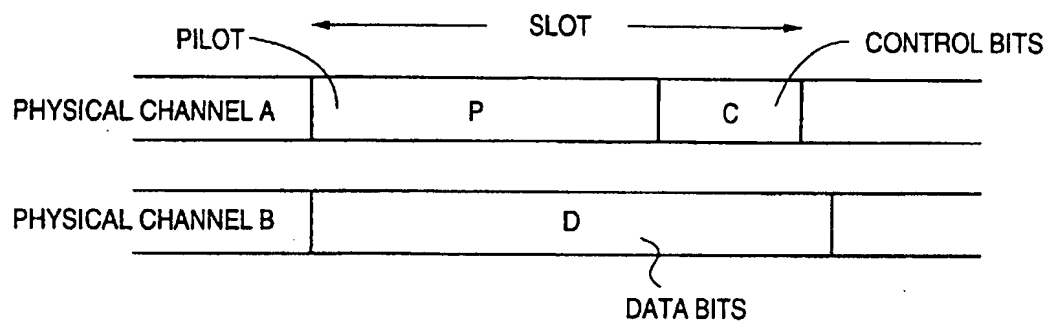 SLOT
PILOT
CONTROL BITS
PHYSICAL CHANNEL A
P
C
PHYSICAL CHANNEL B
D
DATA BITS